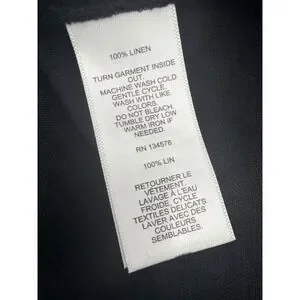 100% LINEN
TURN GARMENT INSIDE
OUT.
MACHINE WASH COLD
GENTLE CYCLE.
WASH WITH LIKE
COLORS.
DO NOT BLEACH.
TUMBLE DRY LOW
WARM IRON IF
NEEDED.
RN 134578
100% LIN
RETOURNER LE
VÊTEMENT.
LAVAGE À L'EAU
FROIDE, CYCLE
TEXTILES DELICATS.
LAVER AVEC DES
COULEURS
SEMBLABLES.